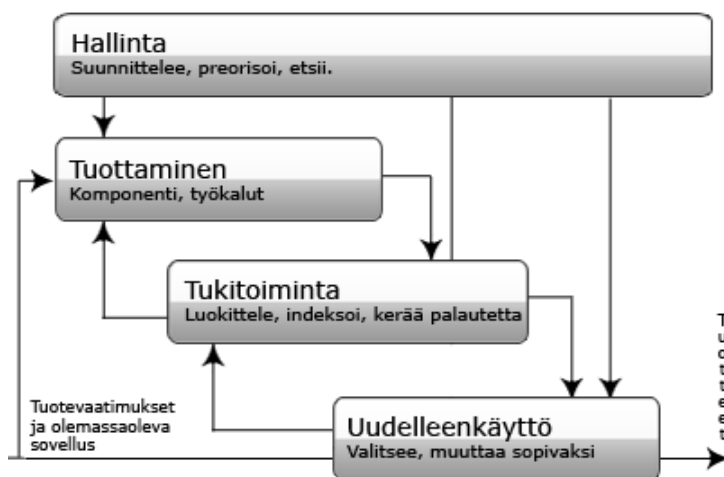 Hallinta
Suunnittelee, preorisoi, etsii.
Tuottaminen
Komponenti, työkalut
Tukitoiminta
Luokittele, indeksoi, kerää palautetta
Tuotevaatimukset
ja olemassaoleva
sovellus
Uudelleenkäyttö
Valitsee, muuttaa sopivaksi